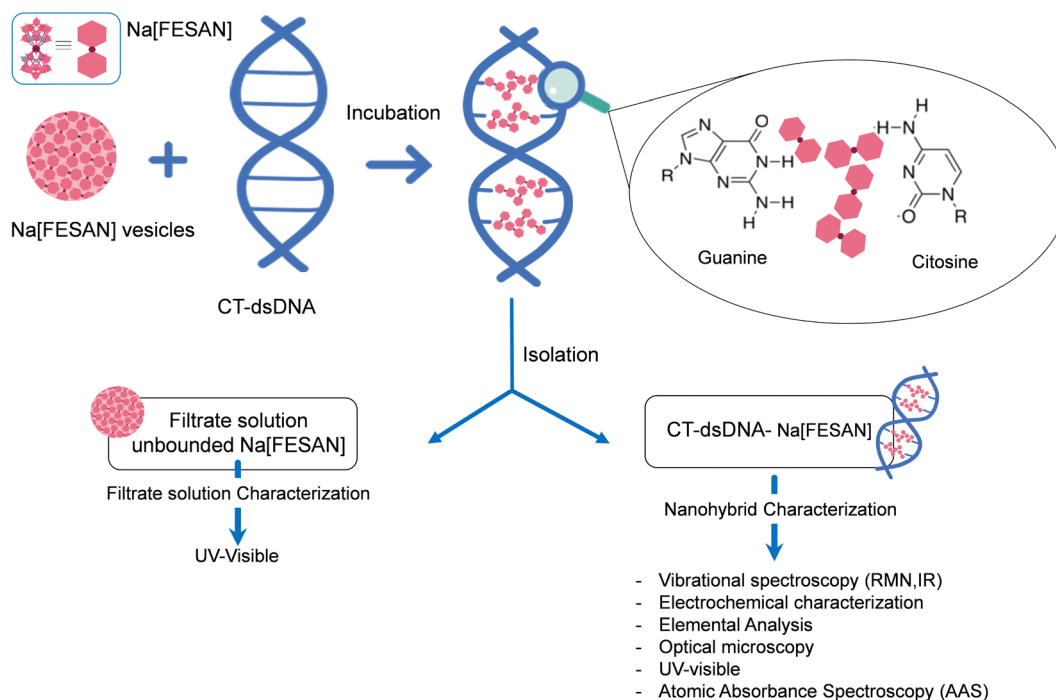 Na[FESAN]
Na[FESAN] vesicles
CT-dsDNA
Incubation
O
N
N
N
H
N-H
R
N
N-H
H
Guanine
H
·H-N
N
·O
N
R
Citosine
Isolation
Filtrate solution
unbounded Na[FESAN]
Filtrate solution Characterization
UV-Visible
CT-dsDNA- Na[FESAN]
Nanohybrid Characterization
- Vibrational spectroscopy (RMN,IR)
- Electrochemical characterization
- Elemental Analysis
- Optical microscopy
- UV-visible
- Atomic Absorbance Spectroscopy (AAS)